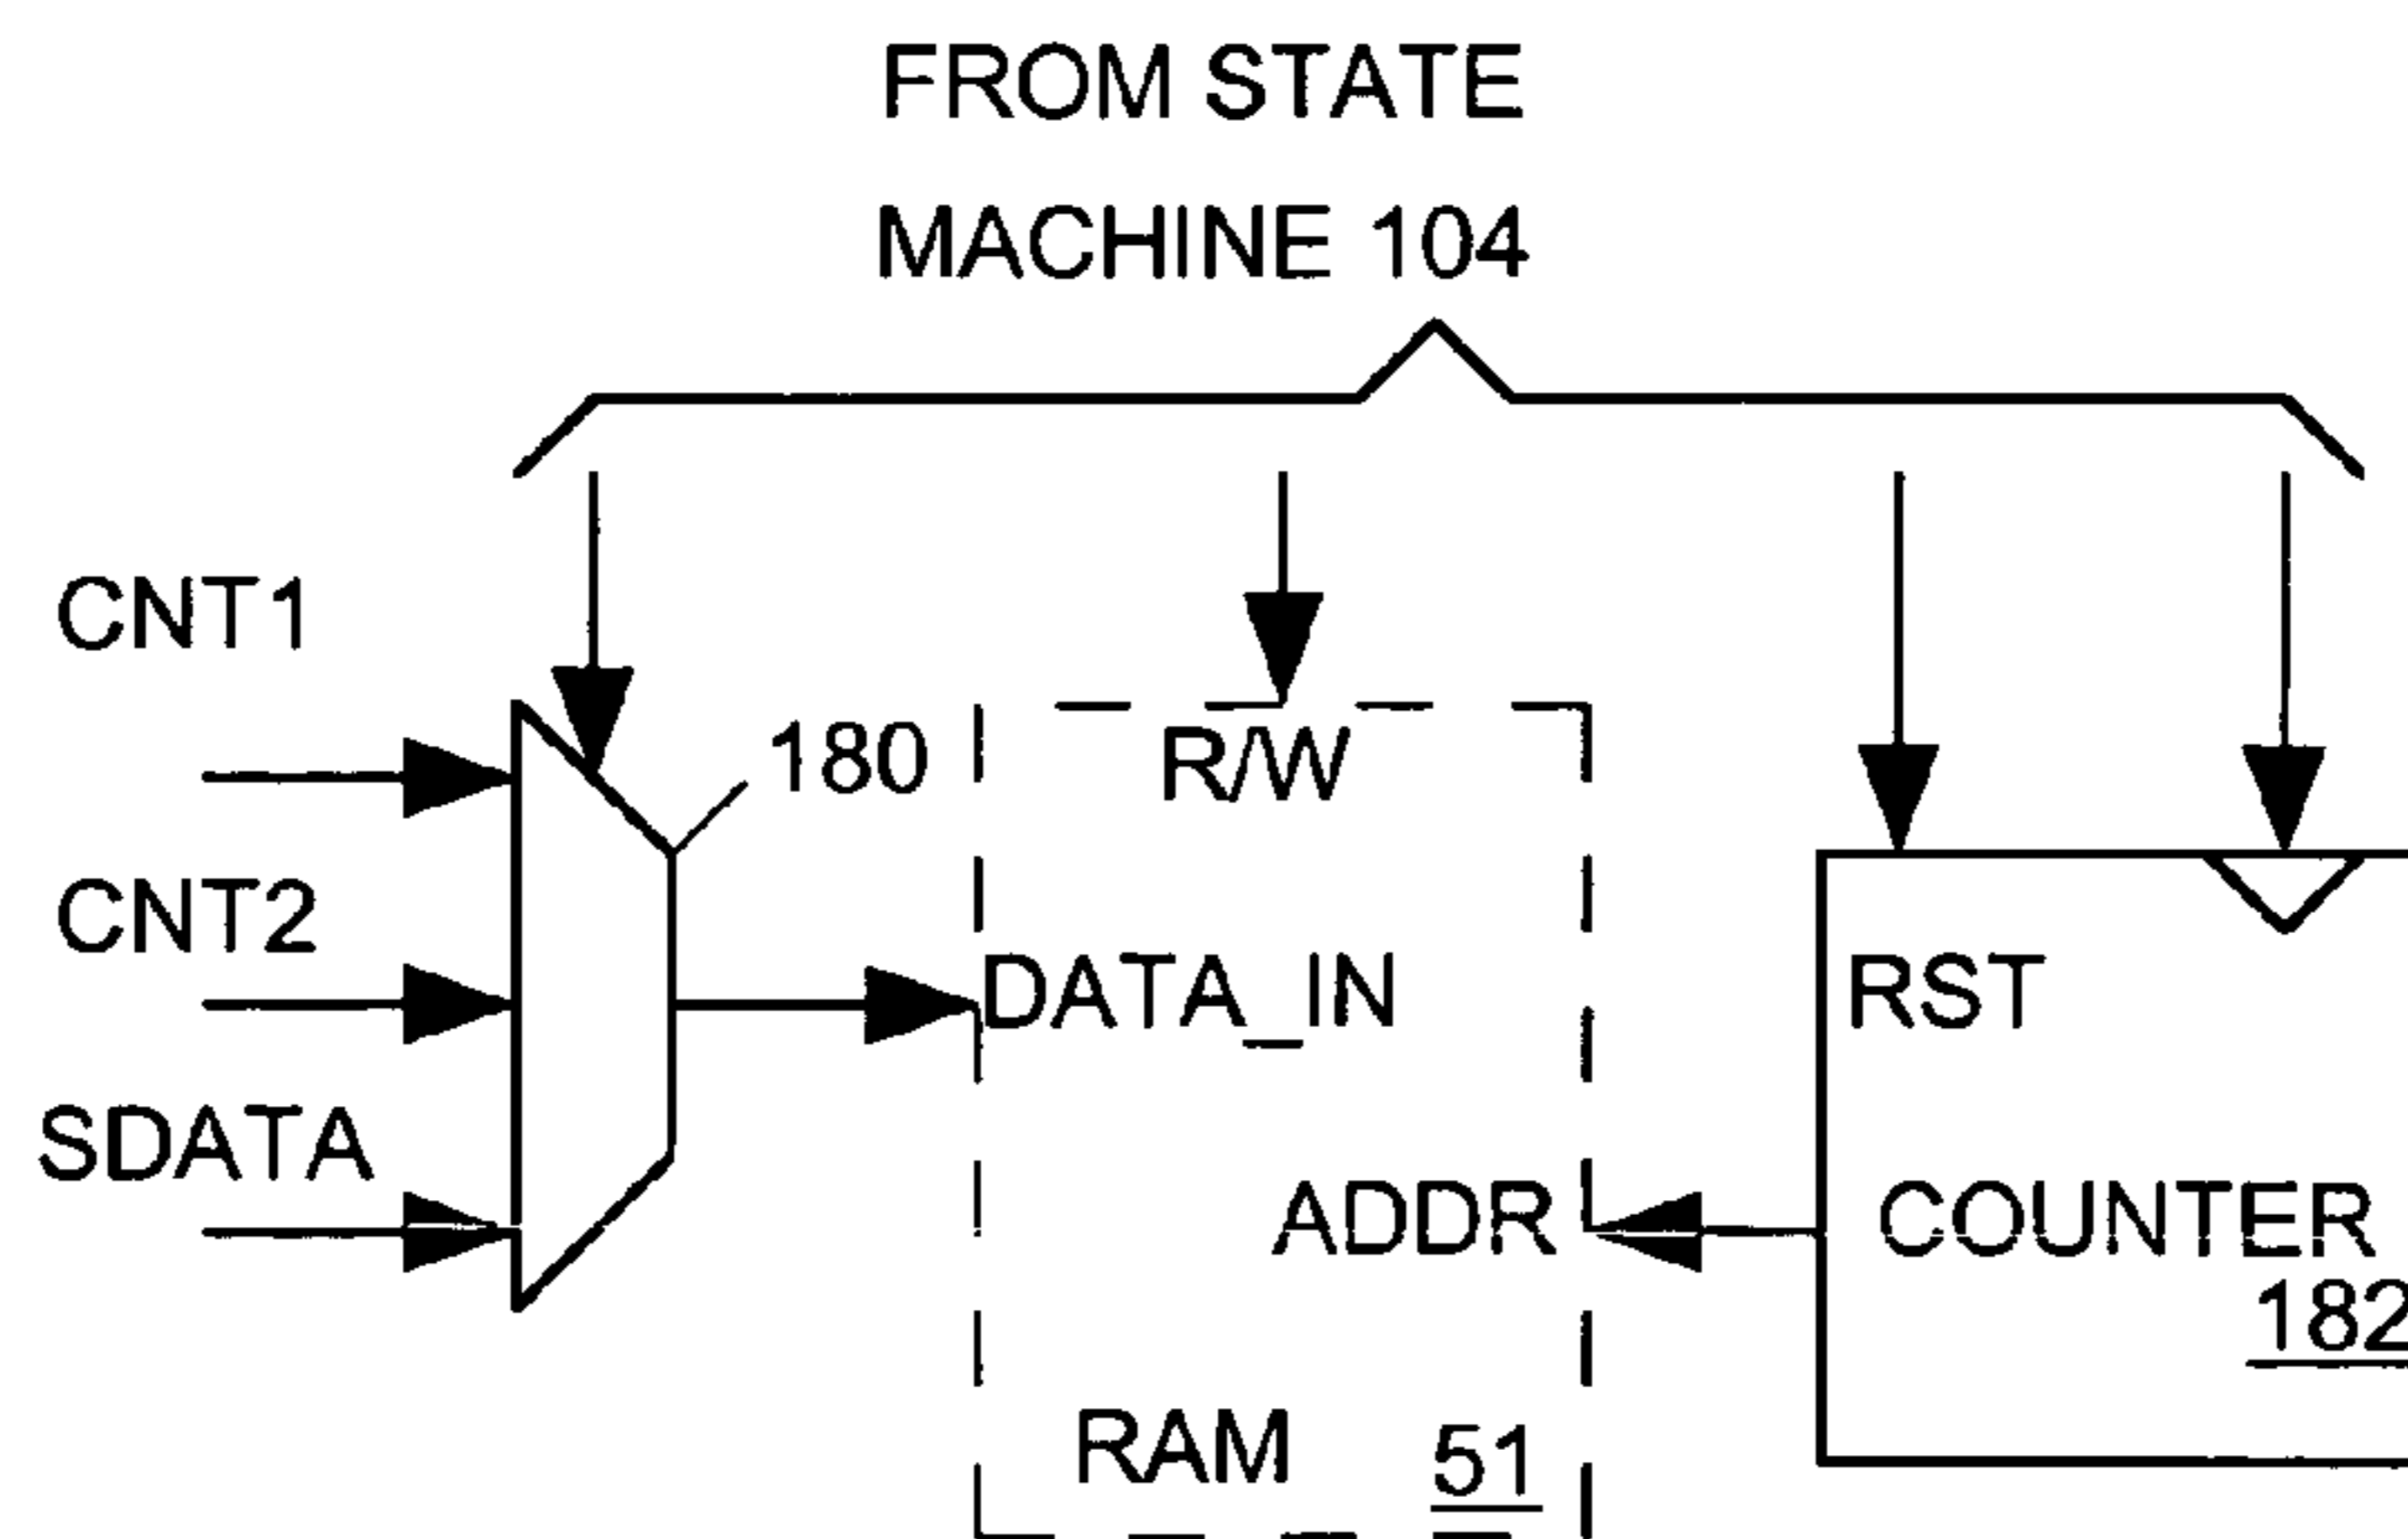 FROM STATE
MACHINE 104
CNT1
180
R/W
CNT2
DATA_IN
RST
SDATA
ADDR
COUNTER
182
RAM 51